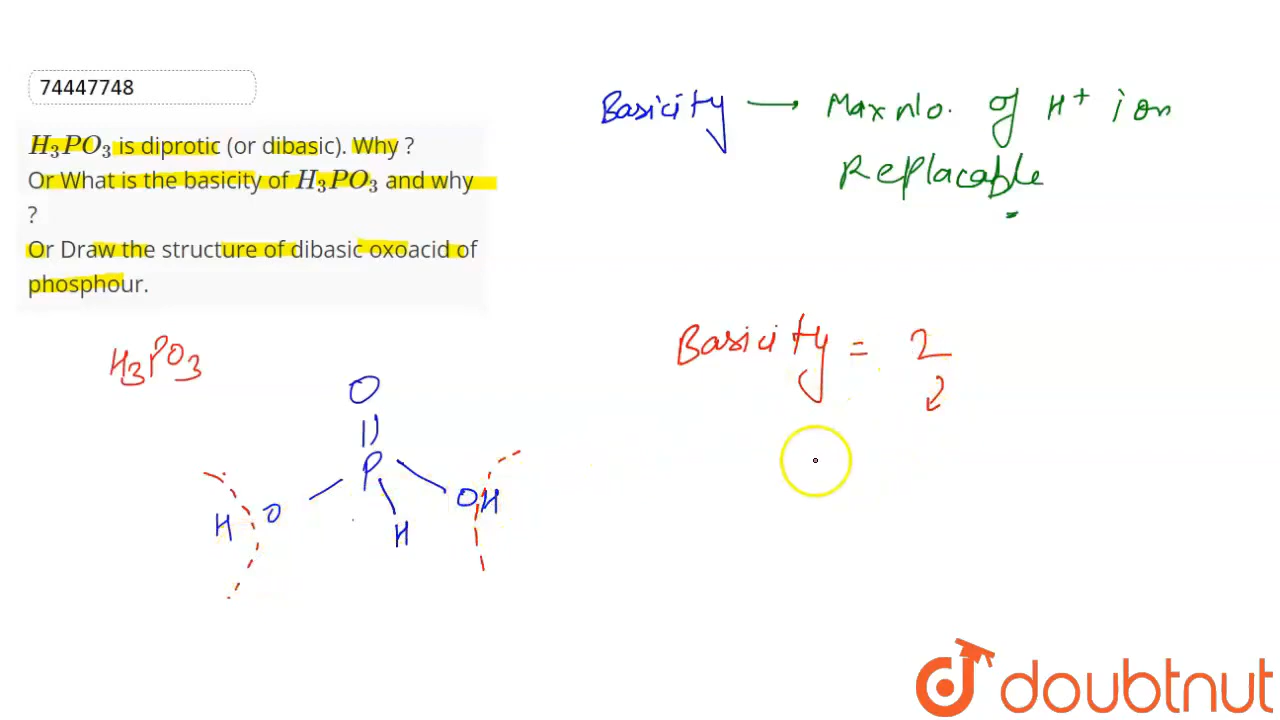 74447748
H₃PO₃ is diprotic (or dibasic). Why ?
Or What is the basicity of H₃PO₃ and why
?
Or Draw the structure of dibasic oxoacid of
phosphour.
Basicity → Max no. of H⁺ ion
Replacable
H₃PO₃
Basicity = 2
O
P
H O
OH
H
doubtnut